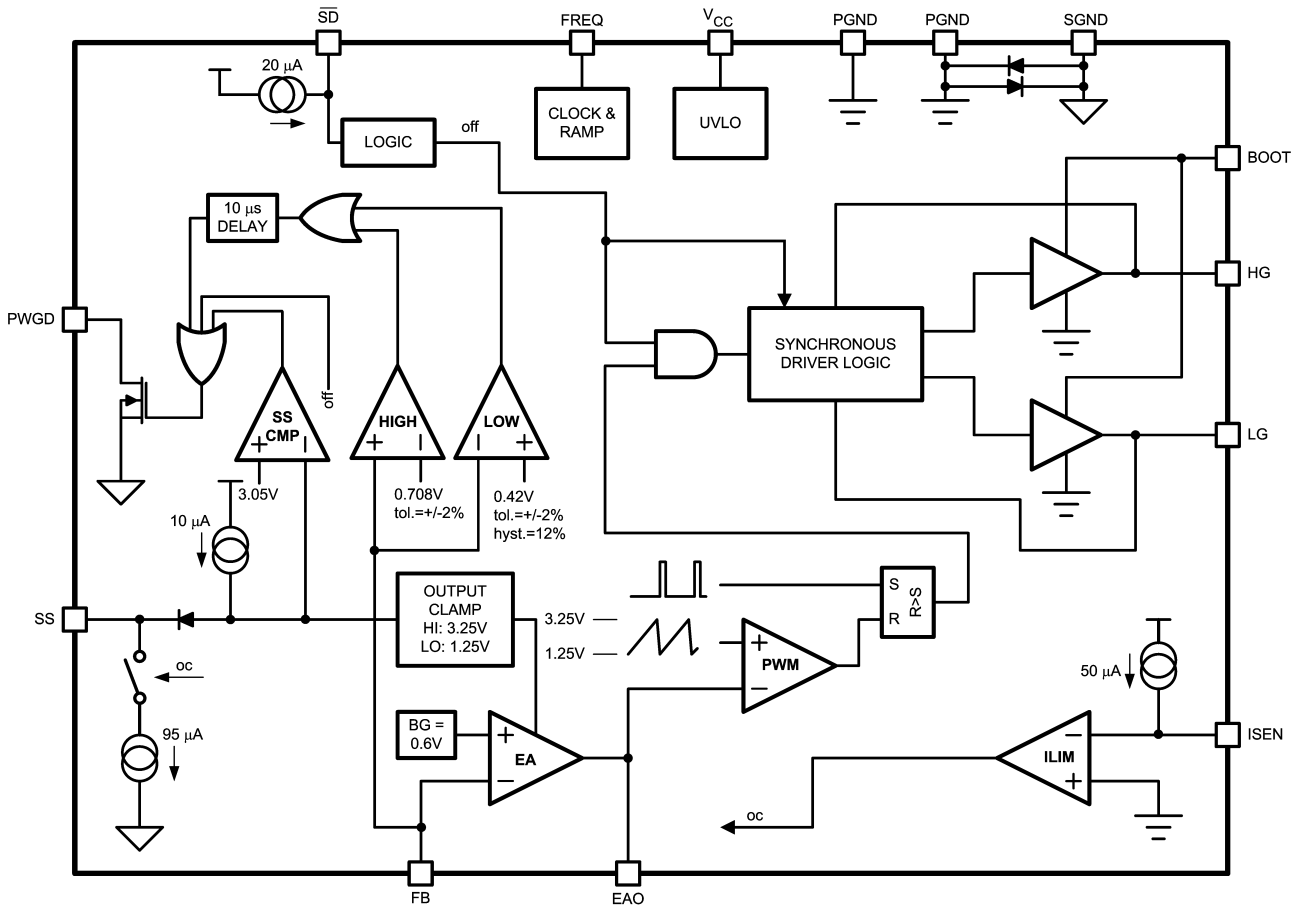 SD
FREQ
VCC
PGND
PGND
SGND
20 µA
CLOCK &
RAMP
UVLO
LOGIC
off
BOOT
10 µs
DELAY
HG
PWGD
SYNCHRONOUS
DRIVER LOGIC
off
SS
CMP
+
–
HIGH
+
–
LOW
–
+
LG
3.05V
0.708V
tol.=+/-2%
0.42V
tol.=+/-2%
hyst.=12%
10 µA
OUTPUT
CLAMP
HI: 3.25V
LO: 1.25V
S
R
R>S
SS
3.25V
1.25V
+
PWM
–
oc
50 µA
95 µA
BG =
0.6V
+
EA
–
–
ILIM
+
ISEN
oc
FB
EAO